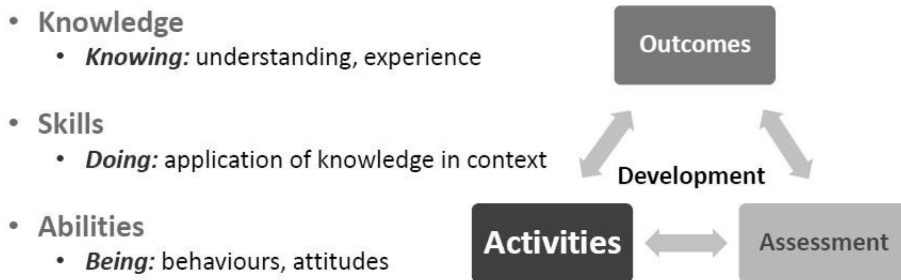 • Knowledge
• Knowing: understanding, experience
• Skills
• Doing: application of knowledge in context
• Abilities
• Being: behaviours, attitudes
Outcomes
Development
Activities
Assessment